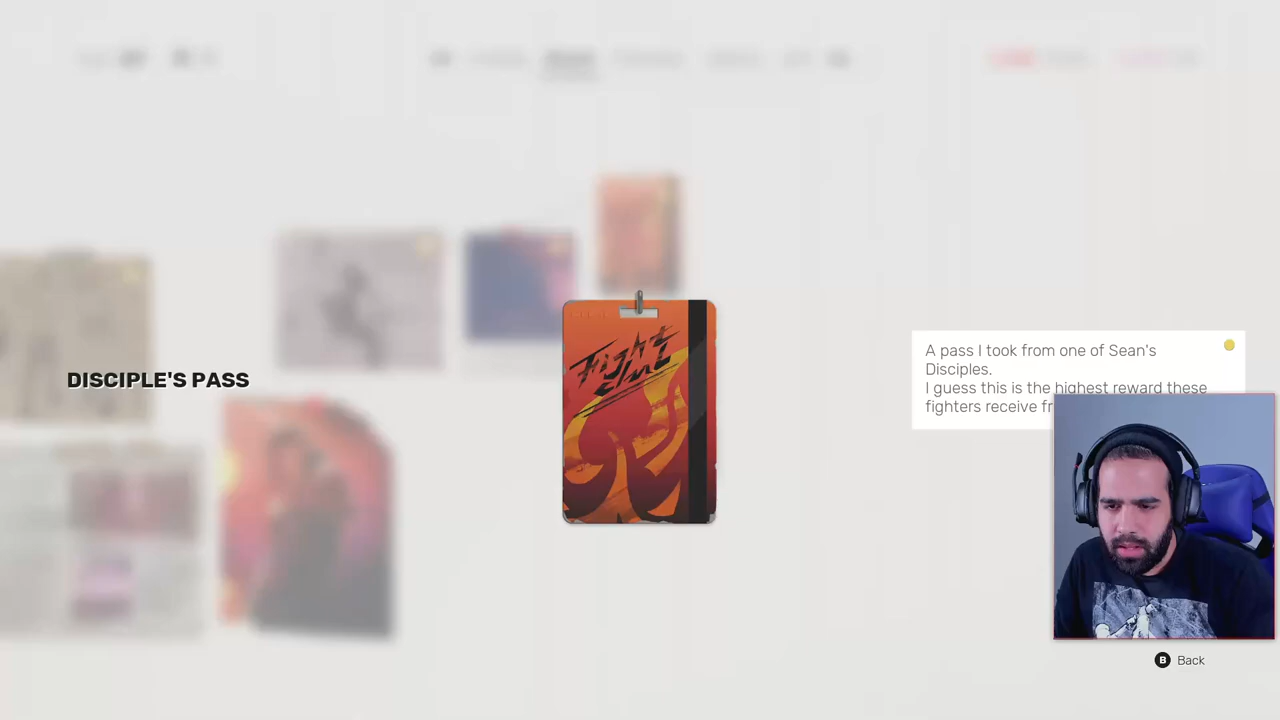 DISCIPLE'S PASS
Fight
Club
A pass I took from one of Sean's
Disciples.
I guess this is the highest reward these
fighters receive
B Back